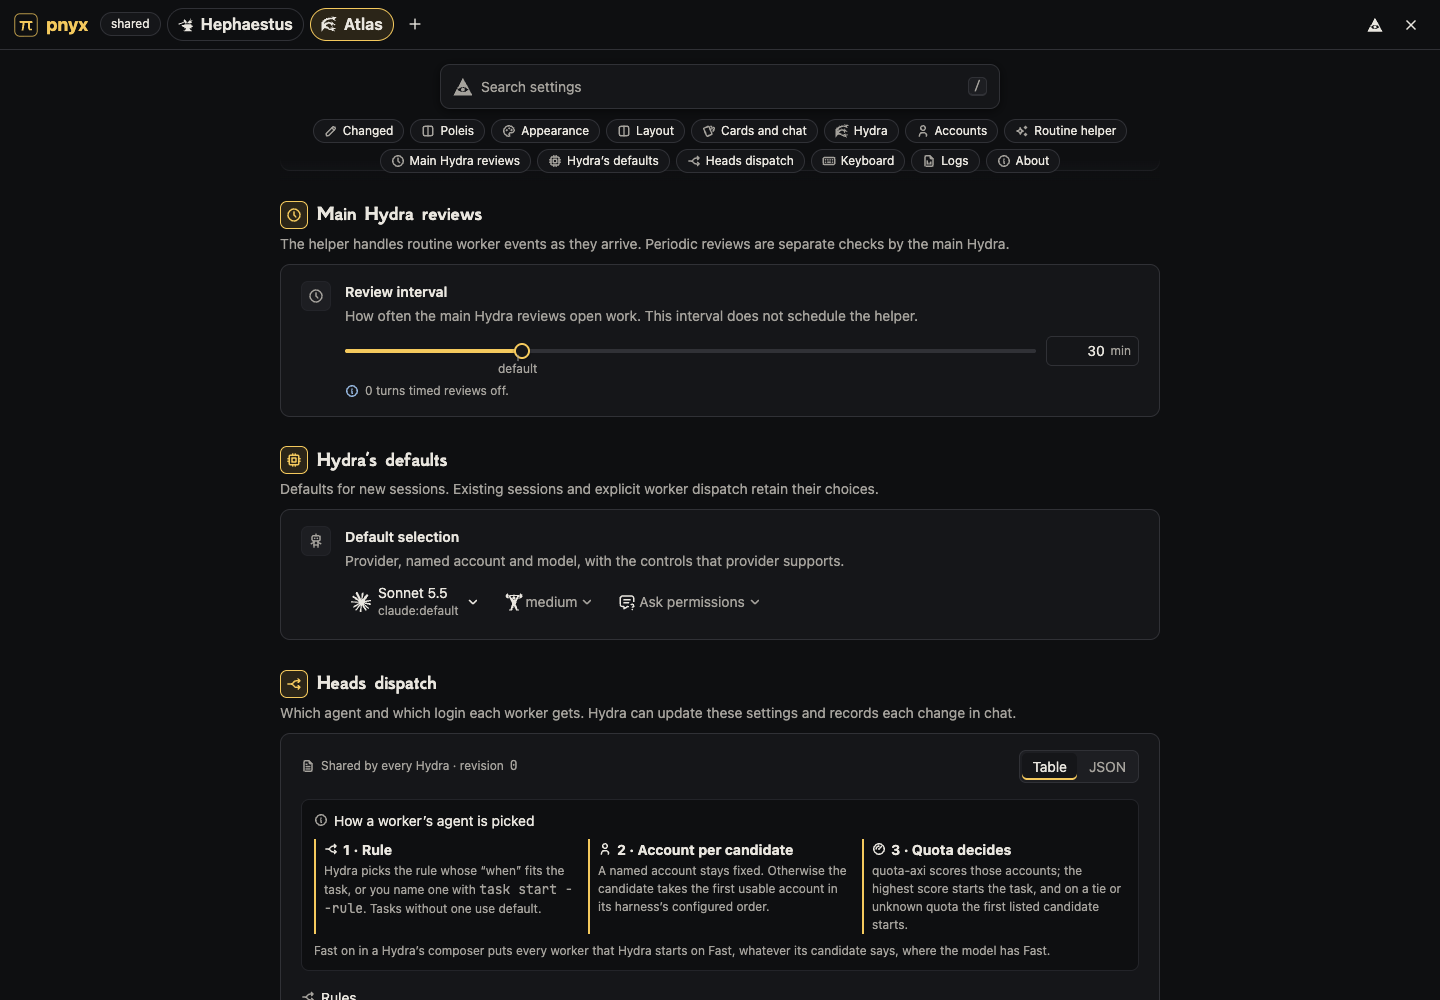 pnyx
shared
Hephaestus
Atlas
Search settings
/
Changed
Poleis
Appearance
Layout
Cards and chat
Hydra
Accounts
Routine helper
Main Hydra reviews
Hydra’s defaults
Heads dispatch
Keyboard
Logs
About
Main Hydra reviews
The helper handles routine worker events as they arrive. Periodic reviews are separate checks by the main Hydra.
Review interval
How often the main Hydra reviews open work. This interval does not schedule the helper.
30 min
default
0 turns timed reviews off.
Hydra’s defaults
Defaults for new sessions. Existing sessions and explicit worker dispatch retain their choices.
Default selection
Provider, named account and model, with the controls that provider supports.
Sonnet 5.5
claude:default
medium
Ask permissions
Heads dispatch
Which agent and which login each worker gets. Hydra can update these settings and records each change in chat.
Shared by every Hydra · revision 0
Table
JSON
How a worker’s agent is picked
1 · Rule
Hydra picks the rule whose “when” fits the
task, or you name one with task start -
-rule. Tasks without one use default.
2 · Account per candidate
A named account stays fixed. Otherwise the
candidate takes the first usable account in
its harness’s configured order.
3 · Quota decides
quota-axi scores those accounts; the
highest score starts the task, and on a tie or
unknown quota the first listed candidate
starts.
Fast on in a Hydra’s composer puts every worker that Hydra starts on Fast, whatever its candidate says, where the model has Fast.
Rules